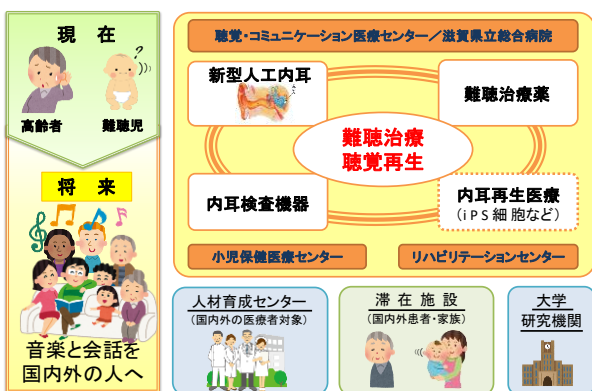 現在
?
高齢者
難聴児
将来
音楽と会話を
国内外の人へ
聴覚・コミュニケーション医療センター／滋賀県立総合病院
新型人工内耳
難聴治療薬
難聴治療
聴覚再生
内耳検査機器
内耳再生医療
（iPS細胞など）
小児保健医療センター
リハビリテーションセンター
人材育成センター
（国内外の医療者対象）
滞在施設
（国内外患者・家族）
大学
研究機関